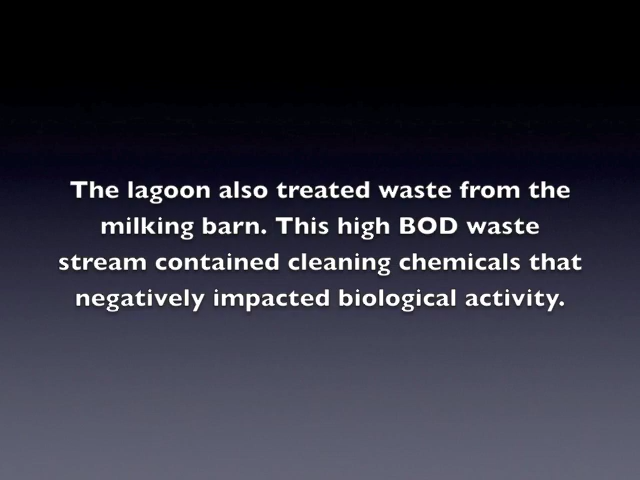 The lagoon also treated waste from the
milking barn. This high BOD waste
stream contained cleaning chemicals that
negatively impacted biological activity.